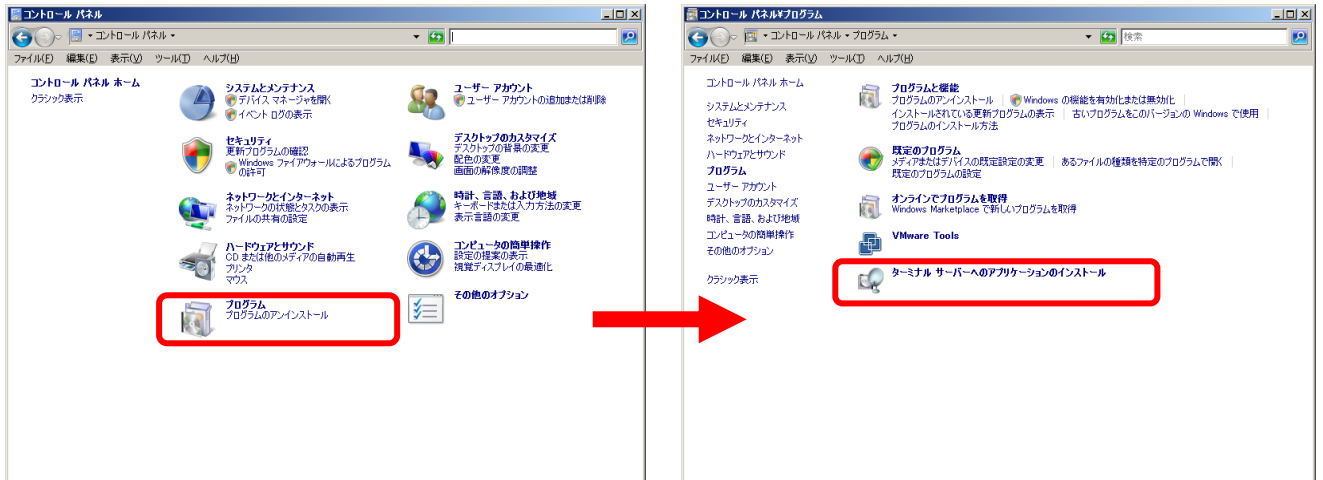 コントロール パネル
コントロール パネル
ファイル(F) 編集(E) 表示(V) ツール(T) ヘルプ(H)
コントロール パネル ホーム
クラシック表示
システムとメンテナンス
デバイス マネージャを開く
イベント ログの表示
セキュリティ
更新プログラムの確認
Windows ファイアウォールによるプログラム
の許可
ネットワークとインターネット
ネットワークの状態とタスクの表示
ファイルの共有の設定
ハードウェアとサウンド
CD または他のメディアの自動再生
プリンタ
マウス
プログラム
プログラムのアンインストール
ユーザー アカウント
ユーザー アカウントの追加または削除
デスクトップのカスタマイズ
デスクトップの背景の変更
配色の変更
画面の解像度の調整
時計、言語、および地域
キーボードまたは入力方法の変更
表示言語の変更
コンピュータの簡単操作
設定の提案の表示
視覚ディスプレイの最適化
その他のオプション
コントロール パネル¥プログラム
コントロール パネル プログラム
検索
ファイル(F) 編集(E) 表示(V) ツール(T) ヘルプ(H)
コントロール パネル ホーム
システムとメンテナンス
セキュリティ
ネットワークとインターネット
ハードウェアとサウンド
プログラム
ユーザー アカウント
デスクトップのカスタマイズ
時計、言語、および地域
コンピュータの簡単操作
その他のオプション
クラシック表示
プログラムと機能
プログラムのアンインストール Windows の機能を有効化または無効化
インストールされている更新プログラムの表示 古いプログラムをこのバージョンの Windows で使用
プログラムのインストール方法
既定のプログラム
メディアまたはデバイスの既定設定の変更 あるファイルの種類を特定のプログラムで開く
既定のプログラムの設定
オンラインでプログラムを取得
Windows Marketplace で新しいプログラムを取得
VMware Tools
ターミナル サーバーへのアプリケーションのインストール